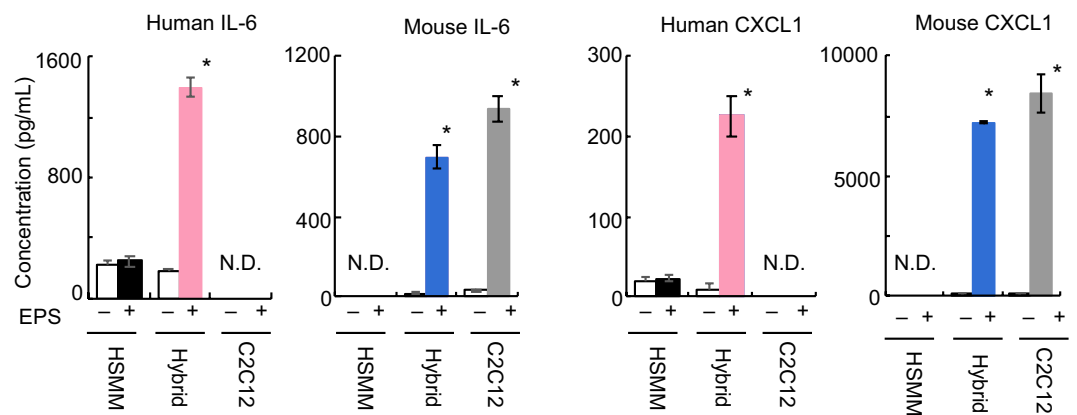 Human IL-6
Mouse IL-6
Human CXCL1
Mouse CXCL1
Concentration (pg/mL)
1600
800
0
*
N.D.
1200
800
400
0
N.D.
*
*
300
200
100
0
*
N.D.
10000
5000
0
N.D.
*
*
EPS
– + – + – +
– + – + – +
– + – + – +
– + – + – +
HSMM
Hybrid
C2C12
HSMM
Hybrid
C2C12
HSMM
Hybrid
C2C12
HSMM
Hybrid
C2C12